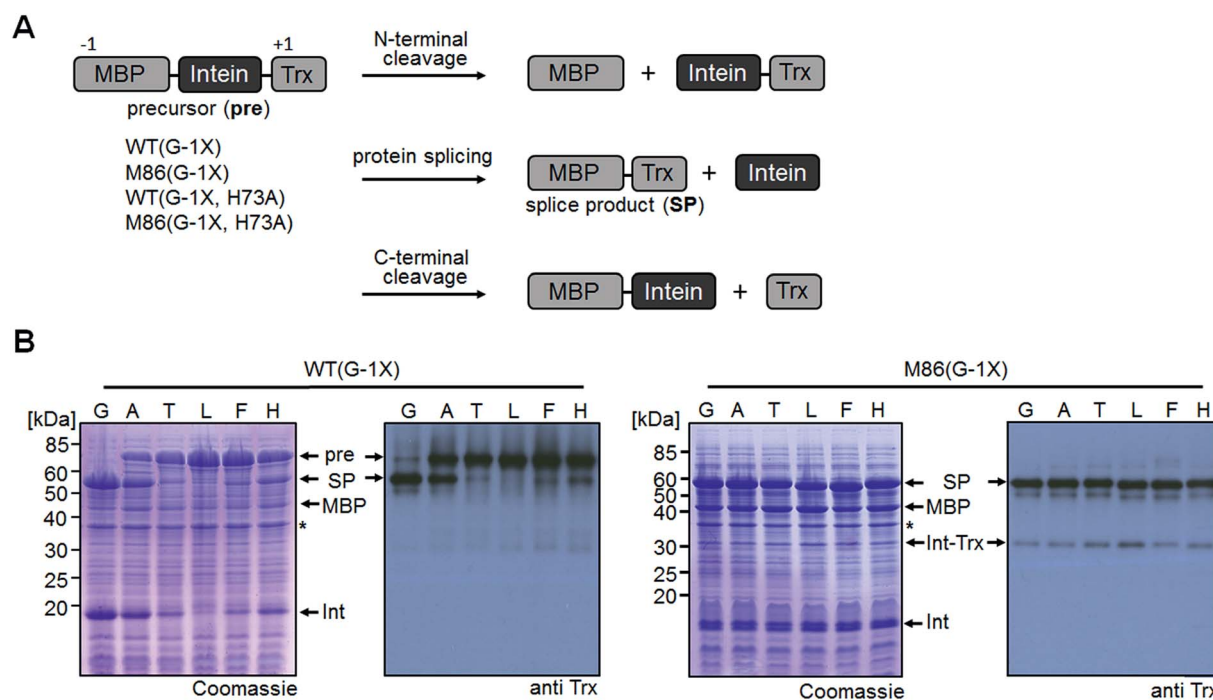 A
-1
+1
MBP
Intein
Trx
precursor (pre)
WT(G-1X)
M86(G-1X)
WT(G-1X, H73A)
M86(G-1X, H73A)
N-terminal
cleavage
MBP + Intein Trx
protein splicing
MBP Trx + Intein
splice product (SP)
C-terminal
cleavage
MBP Intein + Trx
B
WT(G-1X)
[kDa] G A T L F H
85
60
50
40
30
25
20
pre
SP
MBP
*
Int
Coomassie
G A T L F H
anti Trx
M86(G-1X)
[kDa] G A T L F H
85
60
50
40
30
25
20
SP
MBP
*
Int-Trx
Int
Coomassie
G A T L F H
anti Trx